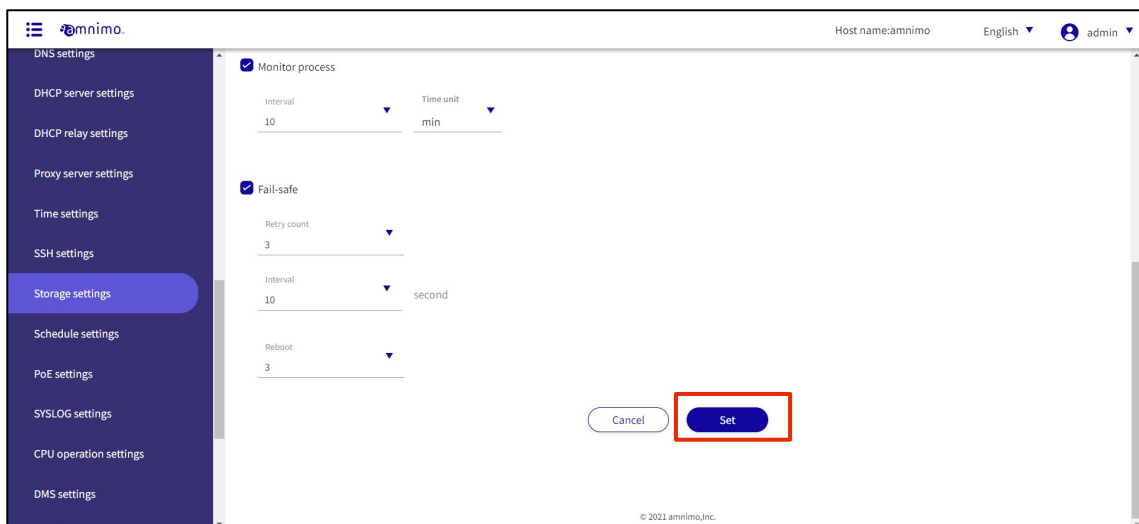 amnimo
Host name:amnimo
English
admin
DNS settings
DHCP server settings
DHCP relay settings
Proxy server settings
Time settings
SSH settings
Storage settings
Schedule settings
PoE settings
SYSLOG settings
CPU operation settings
DMS settings
Monitor process
Interval
10
Time unit
min
Fail-safe
Retry count
3
Interval
10
second
Reboot
3
Cancel
Set
© 2021 amnimo,Inc.